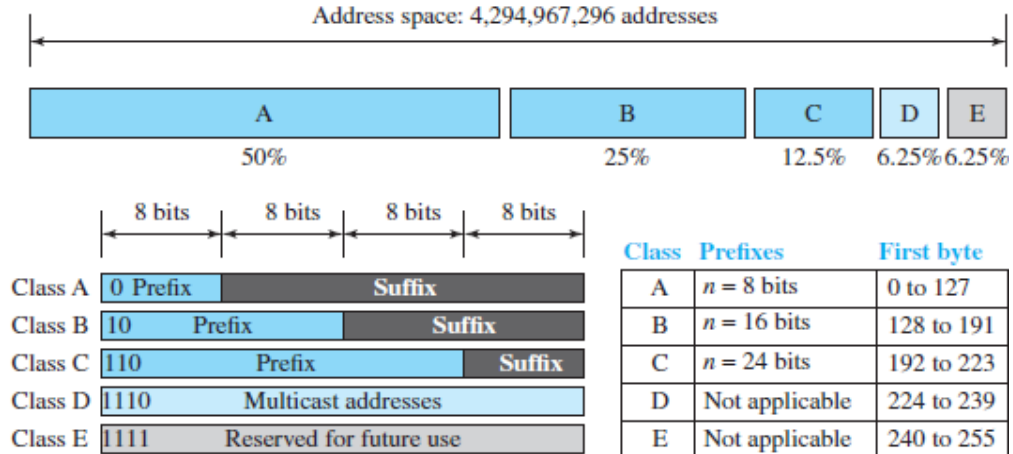 Address space: 4,294,967,296 addresses
A B C D E
50% 25% 12.5% 6.25% 6.25%
8 bits 8 bits 8 bits 8 bits
Class A 0 Prefix Suffix
Class B 10 Prefix Suffix
Class C 110 Prefix Suffix
Class D 1110 Multicast addresses
Class E 1111 Reserved for future use
Class Prefixes First byte
A n = 8 bits 0 to 127
B n = 16 bits 128 to 191
C n = 24 bits 192 to 223
D Not applicable 224 to 239
E Not applicable 240 to 255